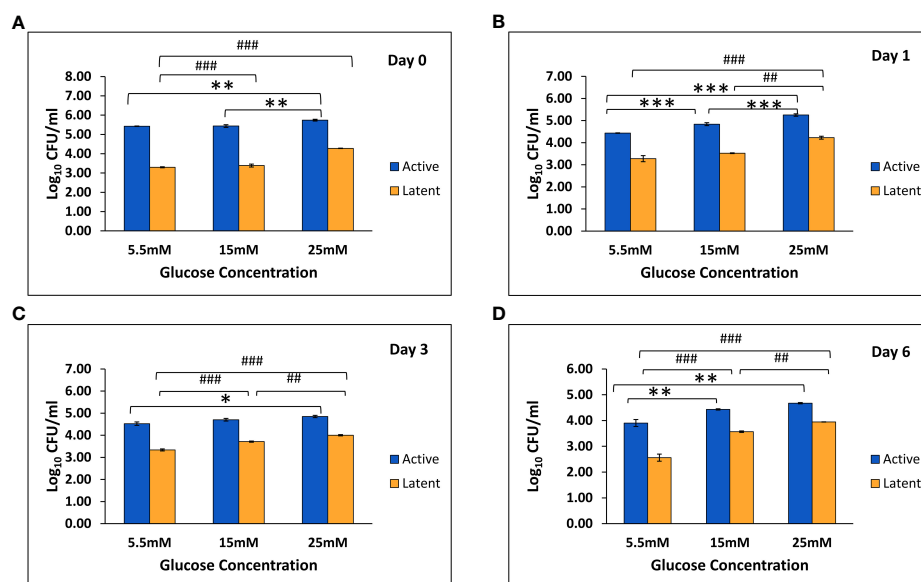 A
Day 0
###
###
**
**
8.00
7.00
6.00
5.00
4.00
3.00
2.00
1.00
0.00
Log10 CFU/ml
5.5mM 15mM 25mM
Glucose Concentration
Active
Latent
B
Day 1
###
##
***
*** ***
8.00
7.00
6.00
5.00
4.00
3.00
2.00
1.00
0.00
Log10 CFU/ml
5.5mM 15mM 25mM
Glucose Concentration
Active
Latent
C
Day 3
###
### ##
*
5.00
4.00
3.00
2.00
1.00
0.00
Log10 CFU/ml
5.5mM 15mM 25mM
Glucose Concentration
Active
Latent
D
Day 6
###
### ##
**
**
5.00
4.00
3.00
2.00
1.00
0.00
Log10 CFU/ml
5.5mM 15mM 25mM
Glucose Concentration
Active
Latent